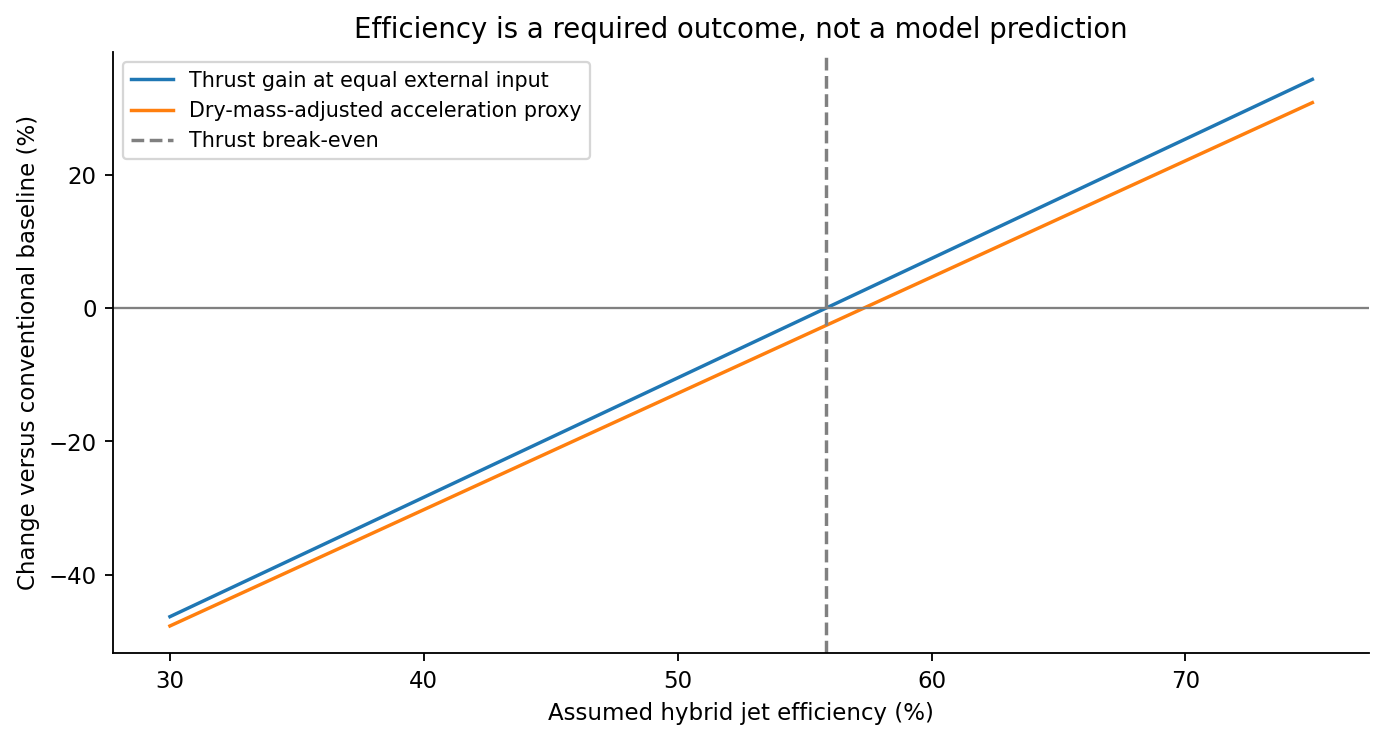 Efficiency is a required outcome, not a model prediction
Thrust gain at equal external input
Dry-mass-adjusted acceleration proxy
Thrust break-even
Change versus conventional baseline (%)
20
0
−20
−40
30
40
50
60
70
Assumed hybrid jet efficiency (%)